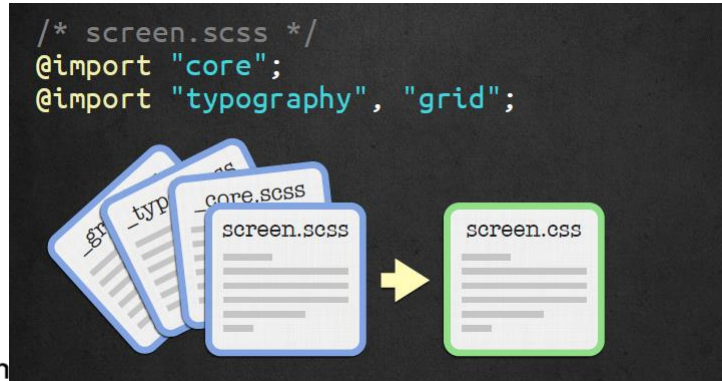 /* screen.scss */
@import "core";
@import "typography", "grid";
_core.scss
screen.scss
screen.css